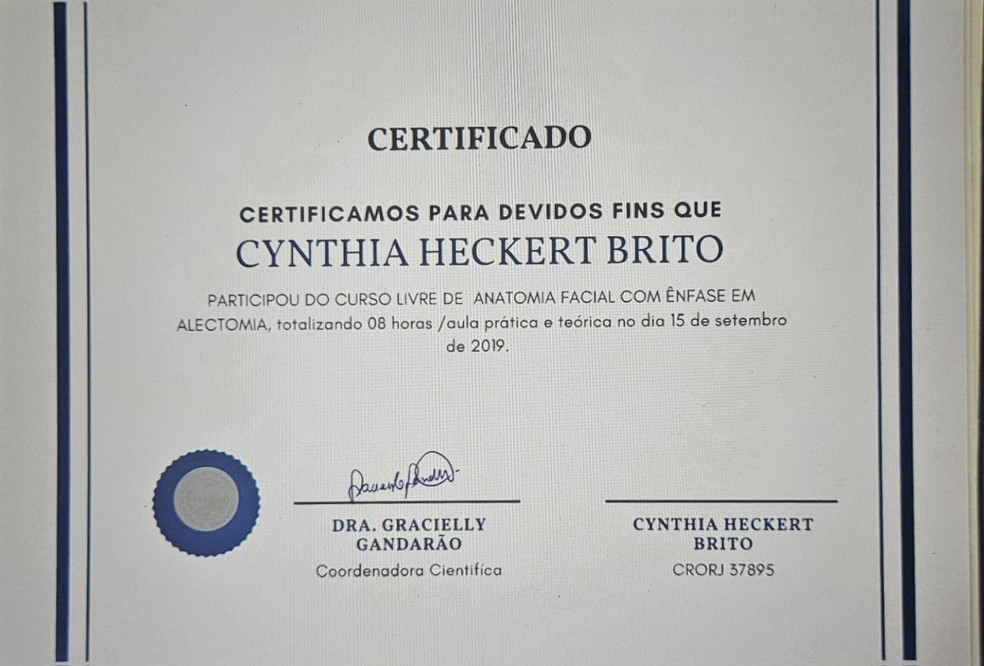 CERTIFICADO
CERTIFICAMOS PARA DEVIDOS FINS QUE
CYNTHIA HECKERT BRITO
PARTICIPOU DO CURSO LIVRE DE ANATOMIA FACIAL COM ÊNFASE EM
ALECTOMIA, totalizando 08 horas /aula prática e teórica no dia 15 de setembro
de 2019.
DRA. GRACIELLY
GANDARÃO
Coordenadora Cientifíca
CYNTHIA HECKERT
BRITO
CRORJ 37895